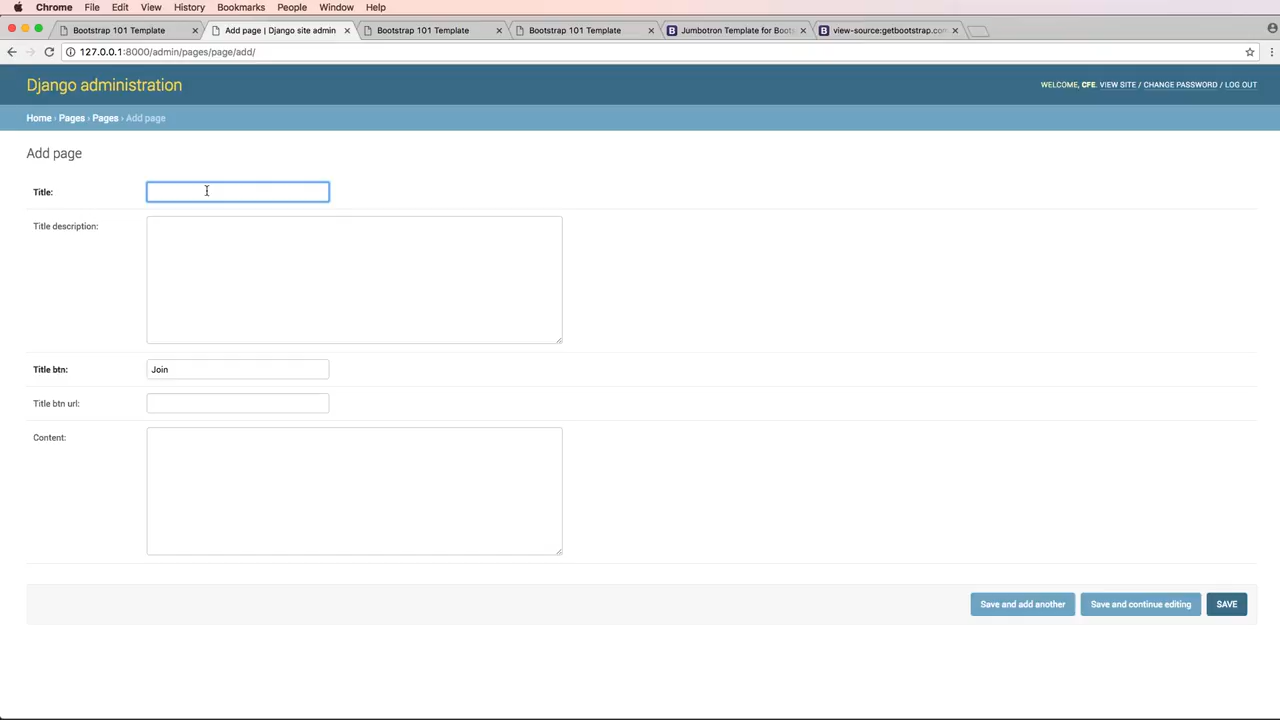 Chrome File Edit View History Bookmarks People Window Help
Bootstrap 101 Template Add page | Django site admin Bootstrap 101 Template Bootstrap 101 Template Jumbotron Template for Boots view-source:getbootstrap.com
127.0.0.1:8000/admin/pages/page/add/
Django administration
WELCOME, CFE. VIEW SITE / CHANGE PASSWORD / LOG OUT
Home › Pages › Pages › Add page
Add page
Title:
Title description:
Title btn: Join
Title btn url:
Content:
Save and add another Save and continue editing SAVE